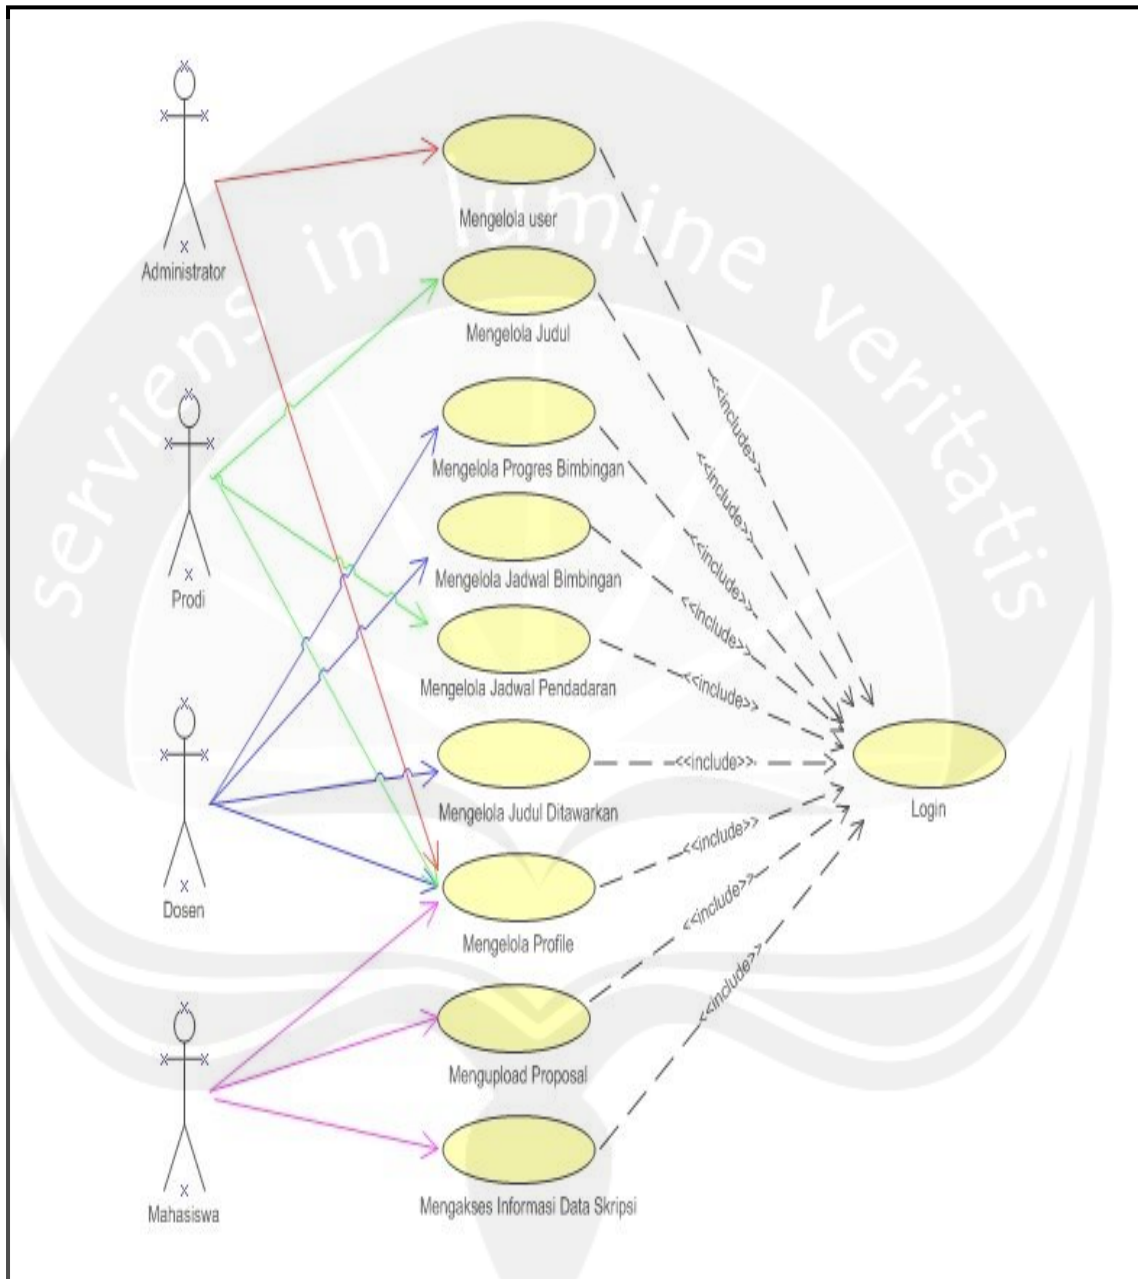 serviens in lumine veritatis
Administrator
Prodi
Dosen
Mahasiswa
Mengelola user
Mengelola Judul
Mengelola Progres Bimbingan
Mengelola Jadwal Bimbingan
Mengelola Jadwal Pendadaran
Mengelola Judul Ditawarkan
Mengelola Profile
Mengupload Proposal
Mengakses Informasi Data Skripsi
<<include>>
<<include>>
<<include>>
<<include>>
<<include>>
<<include>>
<<include>>
<<include>>
<<include>>
Login